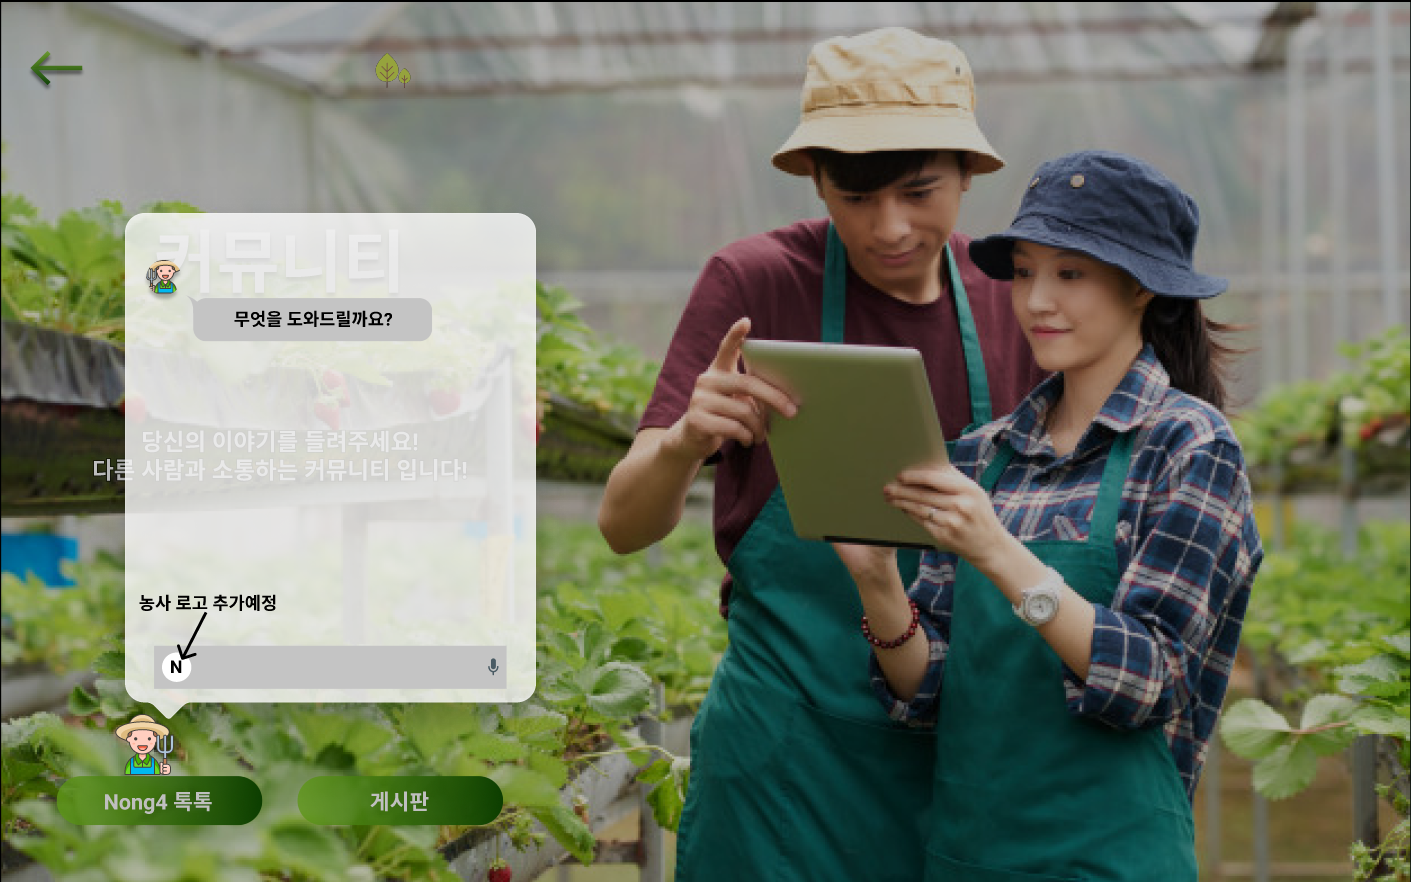 커뮤니티
무엇을 도와드릴까요?
당신의 이야기를 들려주세요!
다른 사람과 소통하는 커뮤니티 입니다!
농사 로고 추가예정
N
Nong4 톡톡
게시판